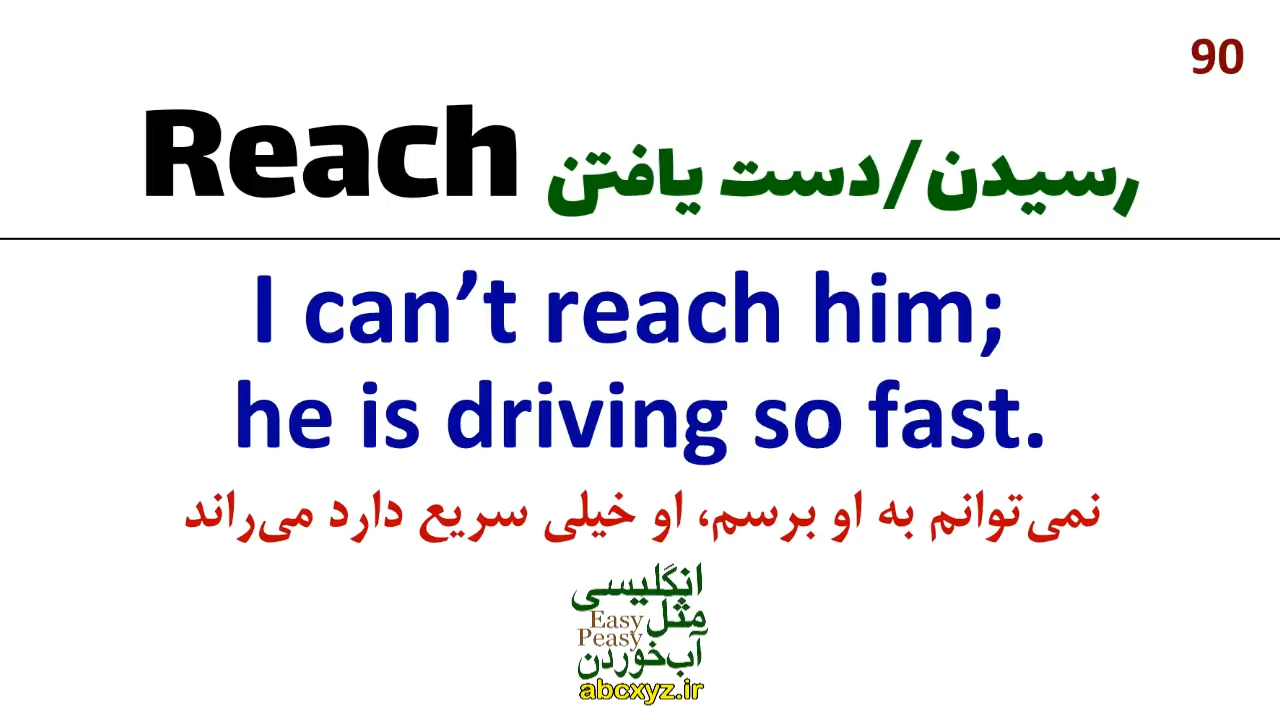 90
Reach رسیدن/دست یافتن
I can’t reach him;
he is driving so fast.
نمی‌توانم به او برسم، او خیلی سریع دارد می‌راند
انگلیسی
مثل Easy
Peasy
آب‌خوردن
abcxyz.ir